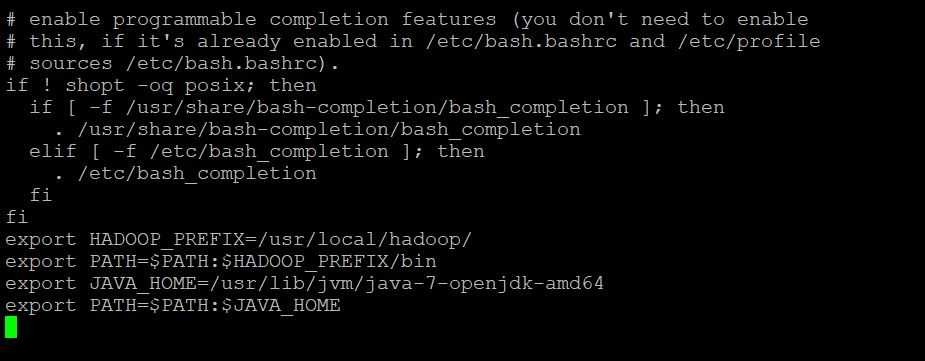 # enable programmable completion features (you don't need to enable
# this, if it's already enabled in /etc/bash.bashrc and /etc/profile
# sources /etc/bash.bashrc).
if ! shopt -oq posix; then
  if [ -f /usr/share/bash-completion/bash_completion ]; then
    . /usr/share/bash-completion/bash_completion
  elif [ -f /etc/bash_completion ]; then
    . /etc/bash_completion
  fi
fi
export HADOOP_PREFIX=/usr/local/hadoop/
export PATH=$PATH:$HADOOP_PREFIX/bin
export JAVA_HOME=/usr/lib/jvm/java-7-openjdk-amd64
export PATH=$PATH:$JAVA_HOME